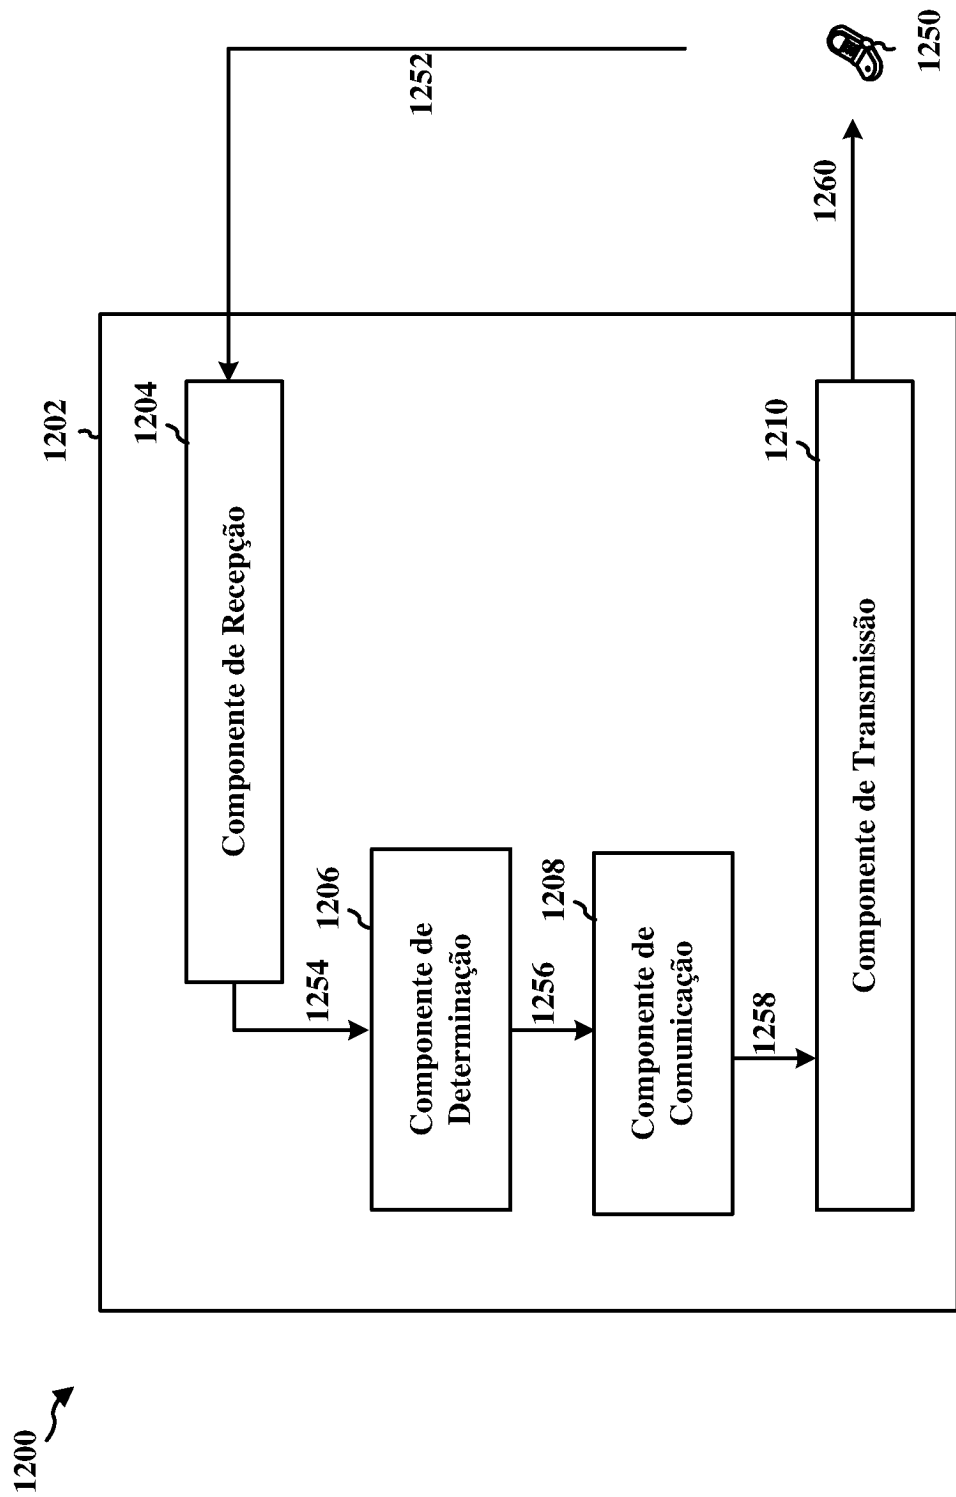 1200
1202
1204
Componente de Recepção
1252
1254
1206
Componente de
Determinação
1256
1208
Componente de
Comunicação
1258
1210
Componente de Transmissão
1260
1250